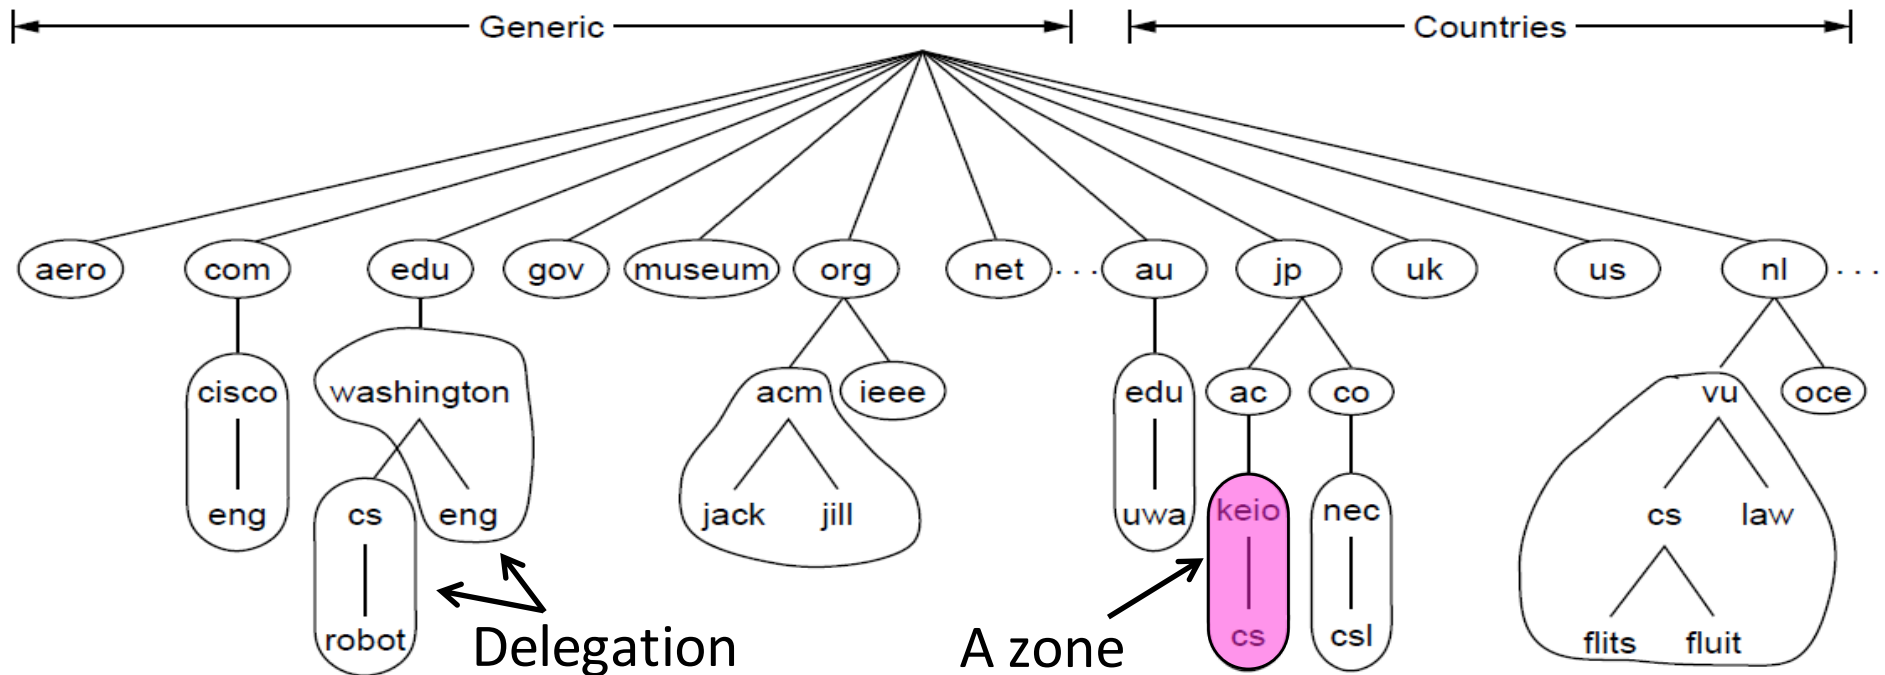 Generic Countries
aero com edu gov museum org net ... au jp uk us nl ...
cisco washington acm ieee edu ac co vu oce
eng cs eng jack jill uwa keio nec cs law
robot cs csl flits fluit
Delegation A zone